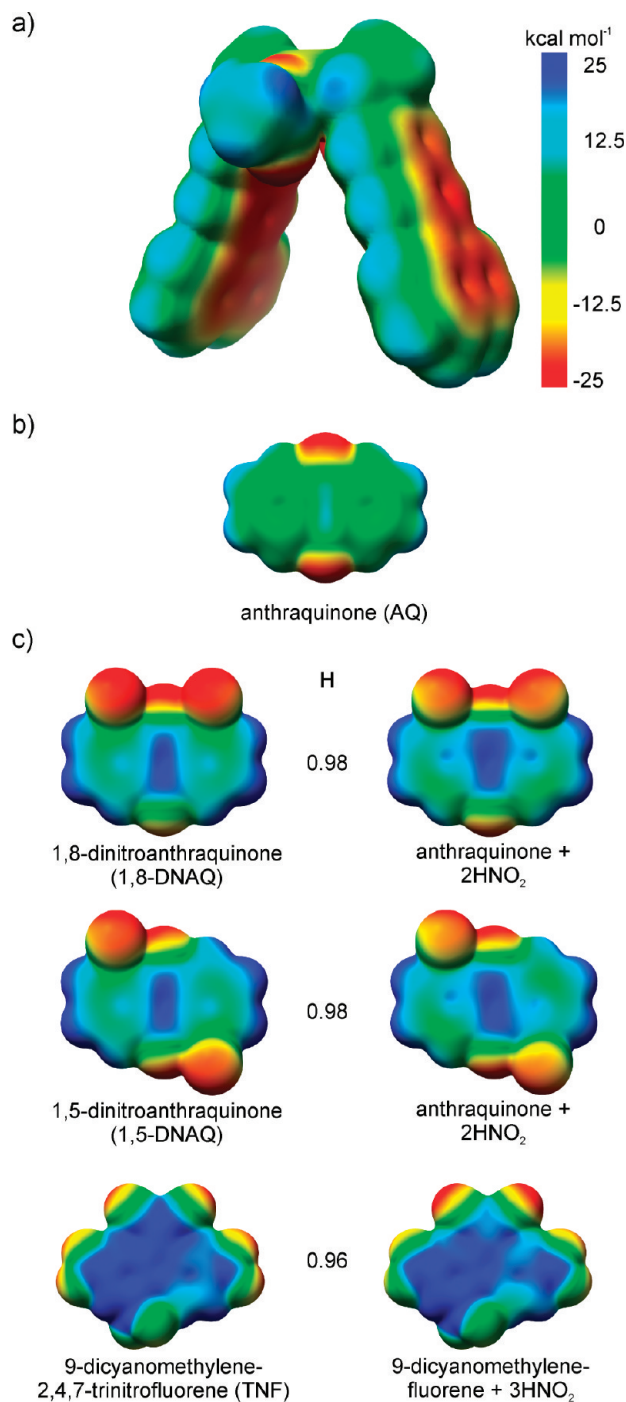 a)
kcal mol⁻¹
25
12.5
0
-12.5
-25
b)
anthraquinone (AQ)
c)
H
0.98
1,8-dinitroanthraquinone
(1,8-DNAQ)
anthraquinone +
2HNO₂
0.98
1,5-dinitroanthraquinone
(1,5-DNAQ)
anthraquinone +
2HNO₂
0.96
9-dicyanomethylene-
2,4,7-trinitrofluorene (TNF)
9-dicyanomethylene-
fluorene + 3HNO₂